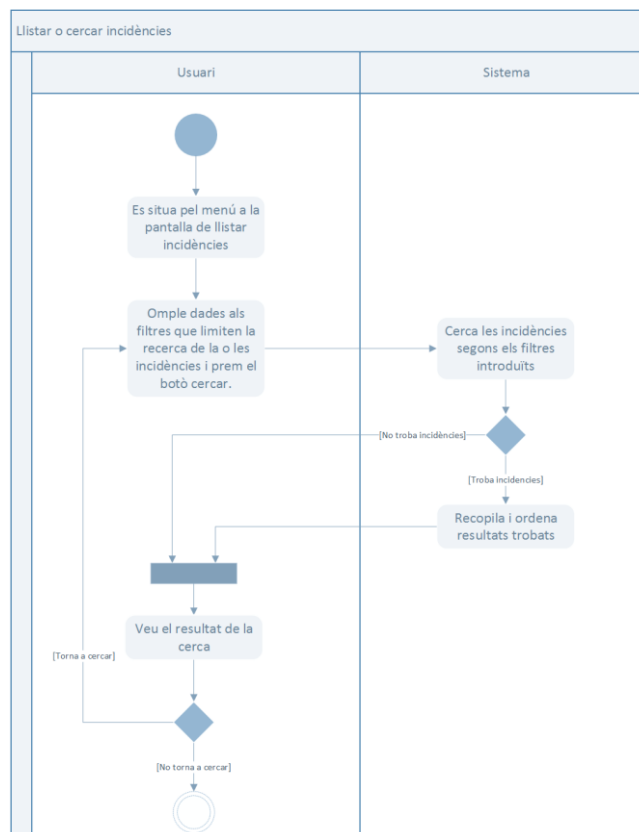 Llistar o cercar incidències
Usuari
Sistema
Es situa pel menú a la
pantalla de llistar
incidències
Omple dades als
filtres que limiten la
recerca de la o les
incidències i prem el
botò cercar.
Cerca les incidències
segons els filtres
introduïts
[No troba incidències]
[Troba incidencies]
Recopila i ordena
resultats trobats
Veu el resultat de la
cerca
[Torna a cercar]
[No torna a cercar]